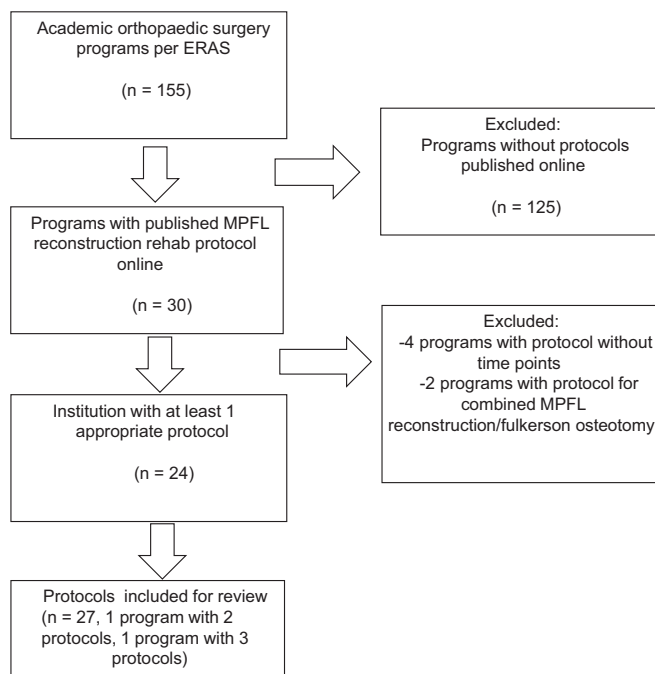 Academic orthopaedic surgery
programs per ERAS
(n = 155)
Excluded:
Programs without protocols
published online
(n = 125)
Programs with published MPFL
reconstruction rehab protocol
online
(n = 30)
Excluded:
-4 programs with protocol without
time points
-2 programs with protocol for
combined MPFL
reconstruction/fulkerson osteotomy
Institution with at least 1
appropriate protocol
(n = 24)
Protocols included for review
(n = 27, 1 program with 2
protocols, 1 program with 3
protocols)